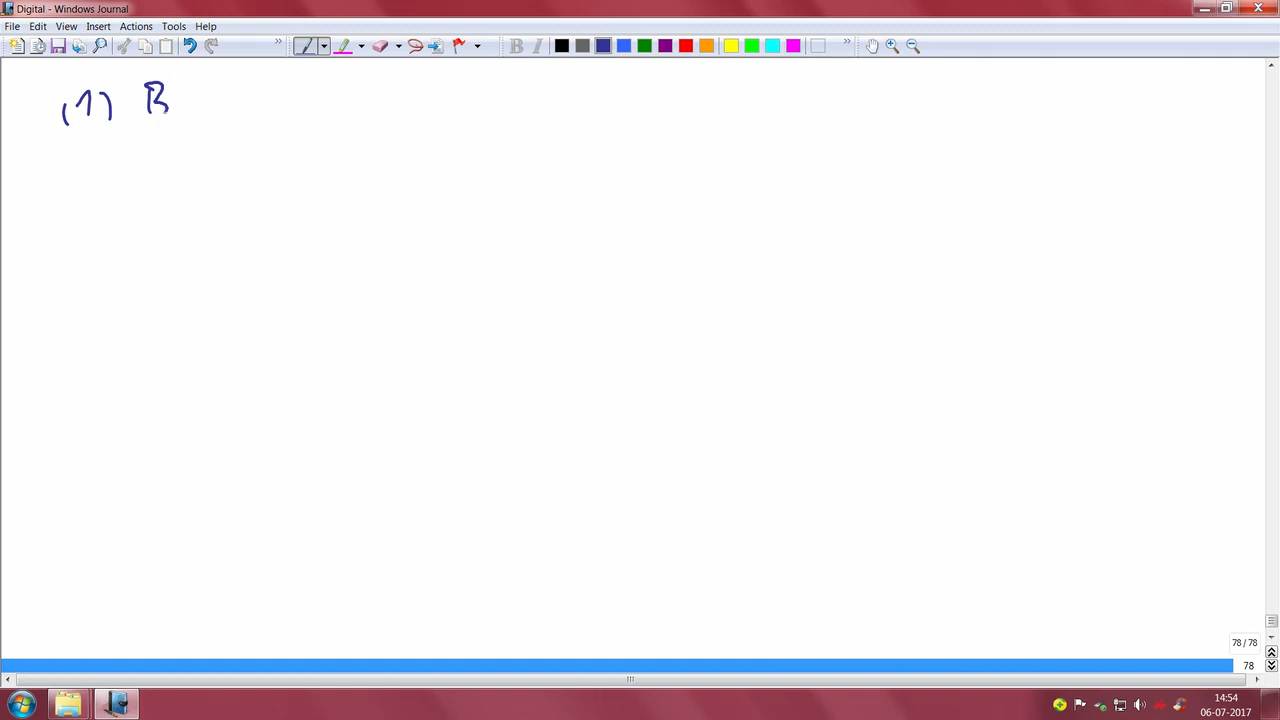 Digital - Windows Journal
File Edit View Insert Actions Tools Help
(1) B
78 / 78
78
14:54
06-07-2017